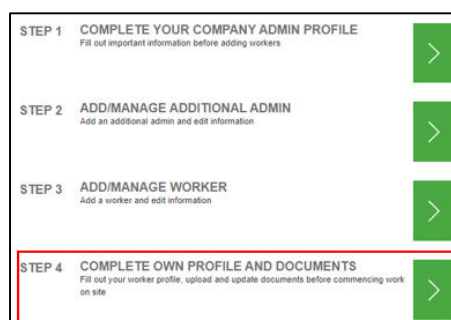 STEP 1 COMPLETE YOUR COMPANY ADMIN PROFILE
Fill out important information before adding workers
STEP 2 ADD/MANAGE ADDITIONAL ADMIN
Add an additional admin and edit information
STEP 3 ADD/MANAGE WORKER
Add a worker and edit information
STEP 4 COMPLETE OWN PROFILE AND DOCUMENTS
Fill out your worker profile, upload and update documents before commencing work
on site